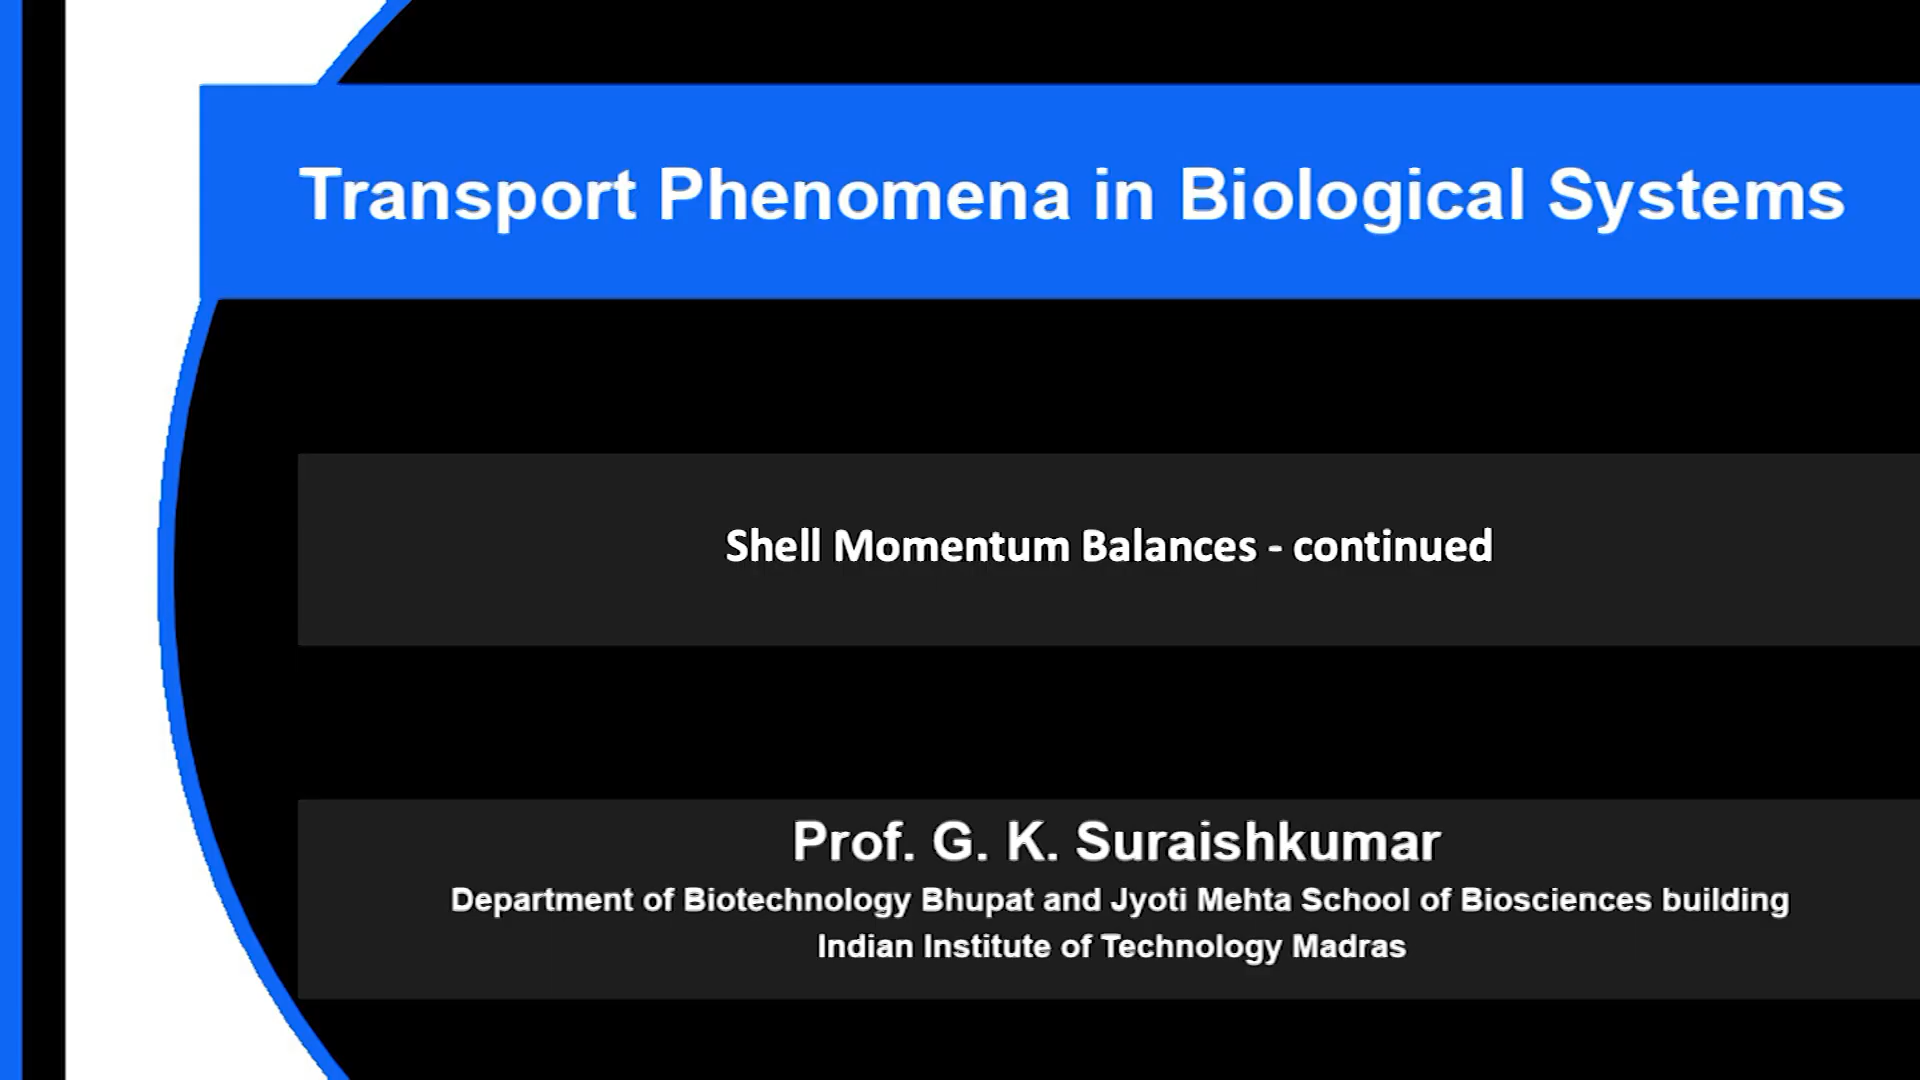 Transport Phenomena in Biological Systems
Shell Momentum Balances - continued
Prof. G. K. Suraishkumar
Department of Biotechnology Bhupat and Jyoti Mehta School of Biosciences building
Indian Institute of Technology Madras